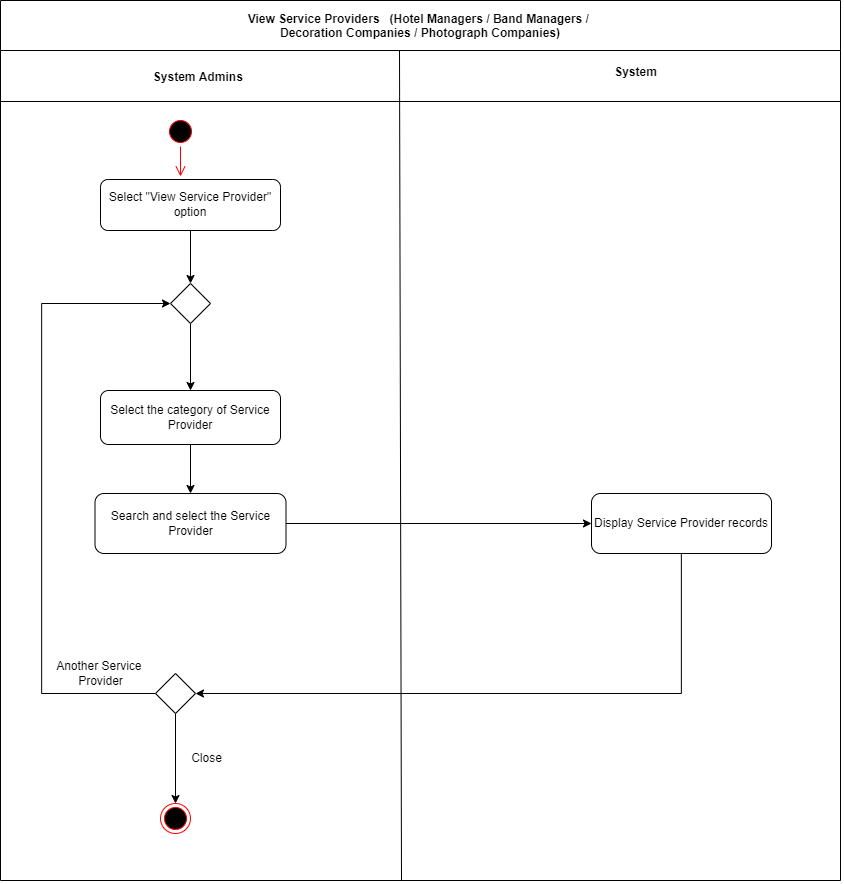 View Service Providers   (Hotel Managers / Band Managers /
Decoration Companies / Photograph Companies)
System Admins
System
Select "View Service Provider"
option
Select the category of Service
Provider
Search and select the Service
Provider
Display Service Provider records
Another Service
Provider
Close